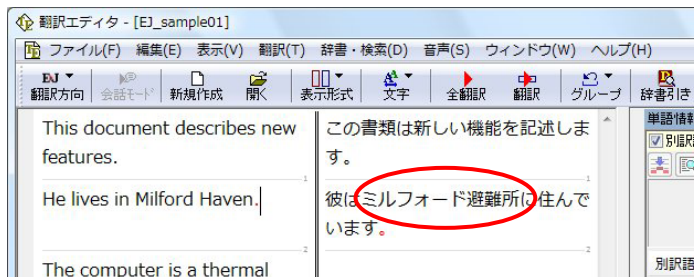 翻訳エディタ - [EJ_sample01]
ファイル(F) 編集(E) 表示(V) 翻訳(T) 辞書・検索(D) 音声(S) ウィンドウ(W) ヘルプ(H)
EJ
翻訳方向 会話モード 新規作成 開く 表示形式 文字 全翻訳 翻訳 グループ 辞書引き
This document describes new
features.
この書類は新しい機能を記述しま
す。
1
1
He lives in Milford Haven.
彼はミルフォード避難所に住んで
います。
2
2
The computer is a thermal
単語情報
別訳
別訳語